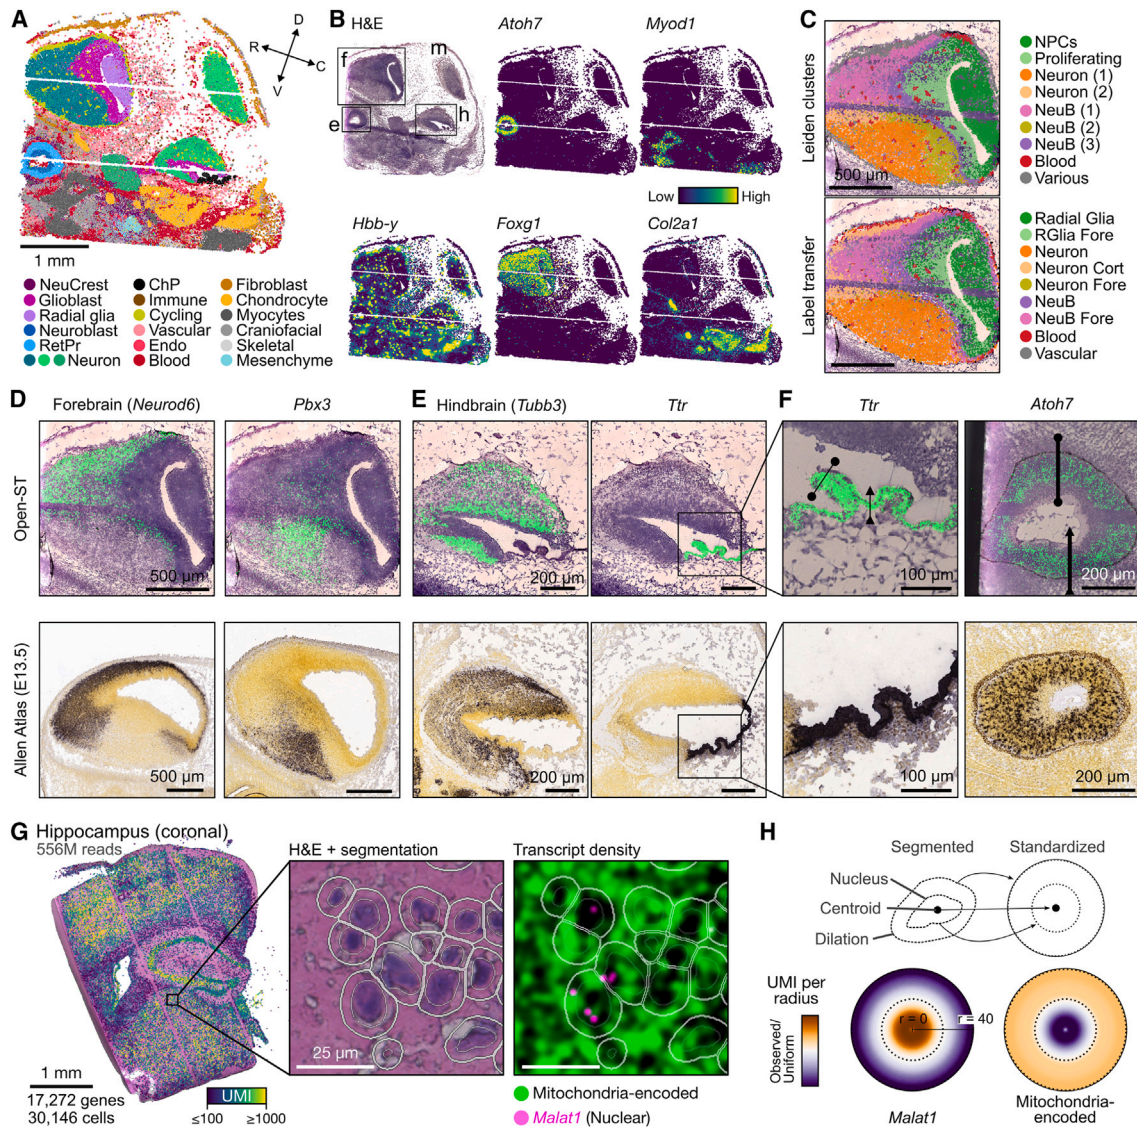 A
D
R
C
V
1 mm
NeuCrest
Glioblast
Radial glia
Neuroblast
RetPr
Neuron
ChP
Immune
Cycling
Vascular
Endo
Blood
Fibroblast
Chondrocyte
Myocytes
Craniofacial
Skeletal
Mesenchyme
B
H&E
Atoh7
Myod1
f
m
e
h
Low
High
Hbb-y
Foxg1
Col2a1
C
Leiden clusters
500 µm
NPCs
Proliferating
Neuron (1)
Neuron (2)
NeuB (1)
NeuB (2)
NeuB (3)
Blood
Various
Label transfer
Radial Glia
RGlia Fore
Neuron
Neuron Cort
Neuron Fore
NeuB
NeuB Fore
Blood
Vascular
D
Forebrain (Neurod6)
Pbx3
E
Hindbrain (Tubb3)
Ttr
F
Ttr
Atoh7
Open-ST
500 µm
200 µm
100 µm
200 µm
Allen Atlas (E13.5)
500 µm
200 µm
100 µm
200 µm
G
Hippocampus (coronal)
556M reads
1 mm
17,272 genes
30,146 cells
UMI
≤100
≥1000
H&E + segmentation
25 µm
Transcript density
Mitochondria-encoded
Malat1 (Nuclear)
H
Segmented
Standardized
Nucleus
Centroid
Dilation
UMI per
radius
Observed/
Uniform
r = 0
r = 40
Malat1
Mitochondria-
encoded